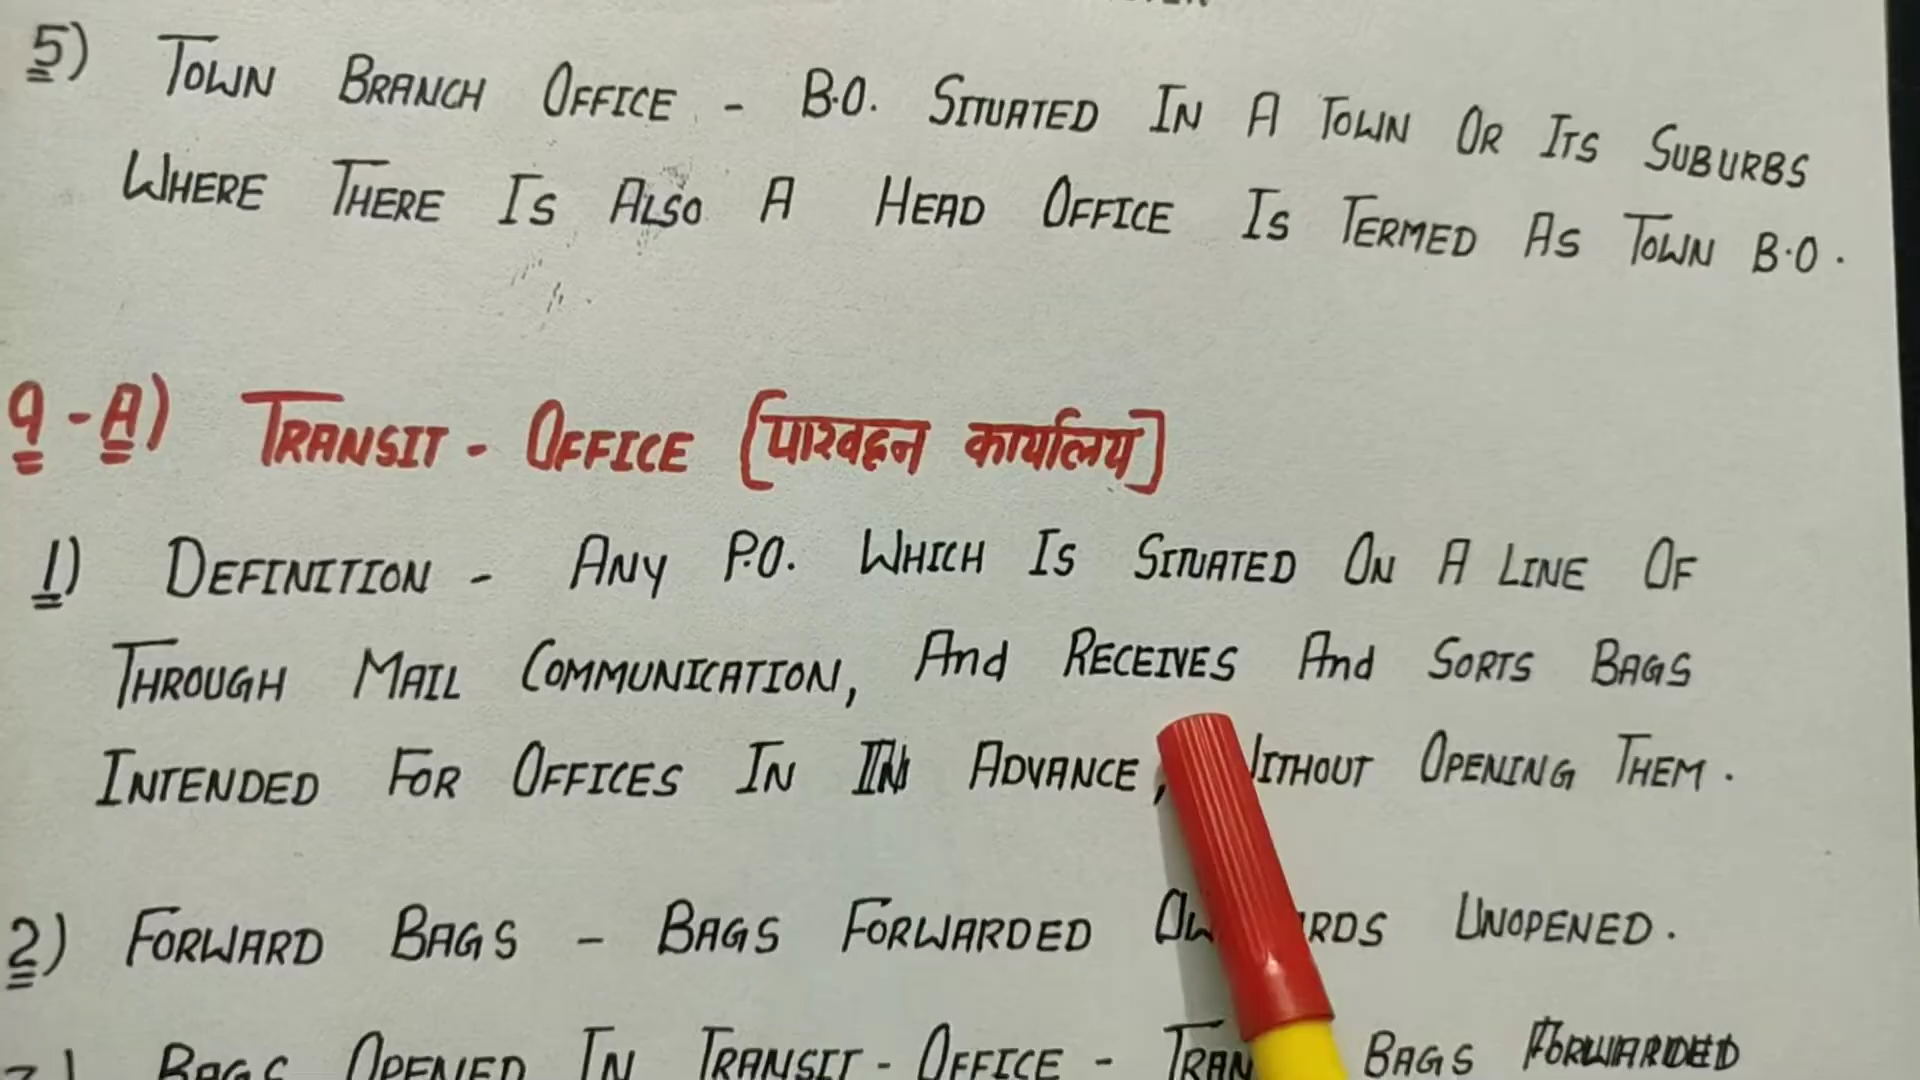 5) TOWN BRANCH OFFICE - B.O. SITUATED IN A TOWN OR ITS SUBURBS
WHERE THERE IS ALSO A HEAD OFFICE IS TERMED AS TOWN B.O.
9-A) TRANSIT - OFFICE [पारवहन कार्यालय]
1) DEFINITION - ANY P.O. WHICH IS SITUATED ON A LINE OF
THROUGH MAIL COMMUNICATION, And RECEIVES And SORTS BAGS
INTENDED FOR OFFICES IN IN ADVANCE, WITHOUT OPENING THEM.
2) FORWARD BAGS - BAGS FORWARDED UNOPENED.
BAGS OPENED IN TRANSIT - OFFICE - BAGS FORWARDED